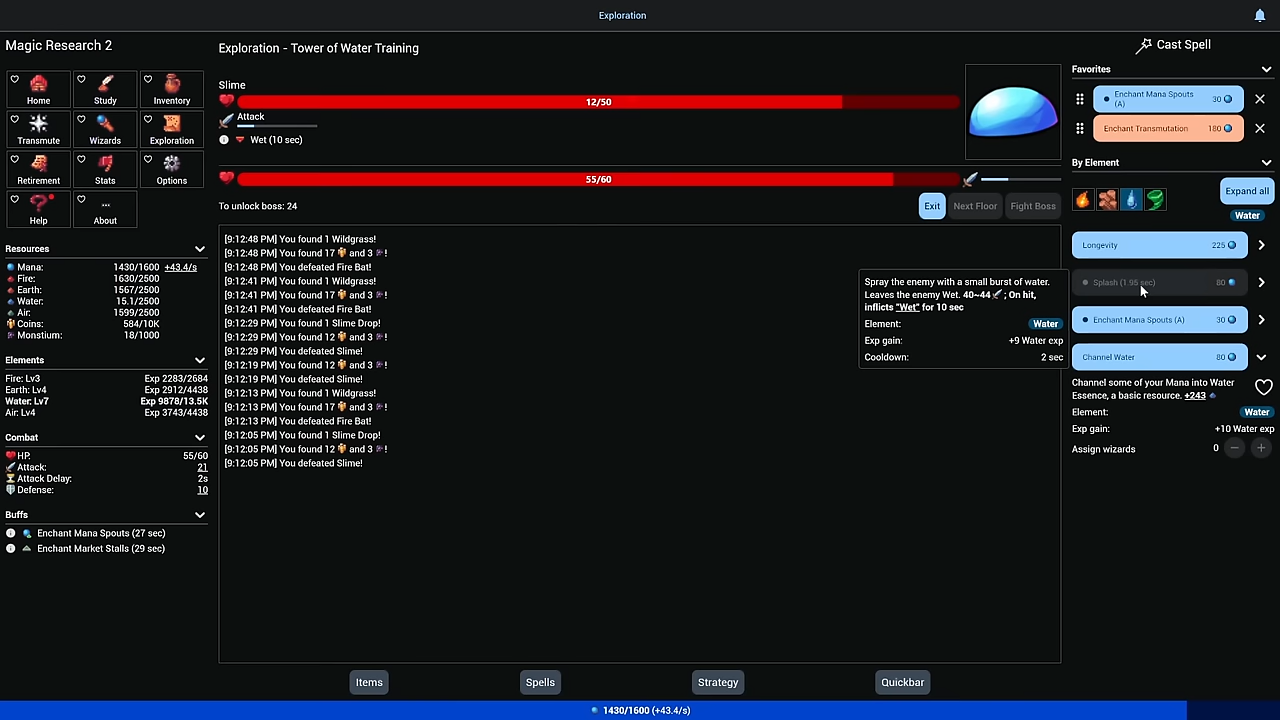 Exploration
Magic Research 2
Home
Study
Inventory
Transmute
Wizards
Exploration
Retirement
Stats
Options
Help
About
Resources
Mana: 1430/1600 +43.4/s
Fire: 1630/2500
Earth: 1567/2500
Water: 15.1/2500
Air: 1599/2500
Coins: 584/10K
Monstium: 18/1000
Elements
Fire: Lv3 Exp 2283/2684
Earth: Lv4 Exp 2912/4438
Water: Lv7 Exp 9878/13.5K
Air: Lv4 Exp 3743/4438
Combat
HP: 55/60
Attack: 21
Attack Delay: 2s
Defense: 10
Buffs
Enchant Mana Spouts (27 sec)
Enchant Market Stalls (29 sec)
Exploration - Tower of Water Training
Slime
12/50
Attack
Wet (10 sec)
55/60
To unlock boss: 24
Exit
Next Floor
Fight Boss
[9:12:48 PM] You found 1 Wildgrass!
[9:12:48 PM] You found 17 and 3 !
[9:12:48 PM] You defeated Fire Bat!
[9:12:41 PM] You found 1 Wildgrass!
[9:12:41 PM] You found 17 and 3 !
[9:12:41 PM] You defeated Fire Bat!
[9:12:29 PM] You found 1 Slime Drop!
[9:12:29 PM] You found 12 and 3 !
[9:12:29 PM] You defeated Slime!
[9:12:19 PM] You found 12 and 3 !
[9:12:19 PM] You defeated Slime!
[9:12:13 PM] You found 1 Wildgrass!
[9:12:13 PM] You found 17 and 3 !
[9:12:13 PM] You defeated Fire Bat!
[9:12:05 PM] You found 1 Slime Drop!
[9:12:05 PM] You found 12 and 3 !
[9:12:05 PM] You defeated Slime!
Spray the enemy with a small burst of water.
Leaves the enemy Wet. 40~44 ; On hit,
inflicts "Wet" for 10 sec
Element: Water
Exp gain: +9 Water exp
Cooldown: 2 sec
Items
Spells
Strategy
Quickbar
Cast Spell
Favorites
Enchant Mana Spouts
(A) 30
Enchant Transmutation 180
By Element
Expand all
Water
Longevity 225
Splash (1.95 sec) 80
Enchant Mana Spouts (A) 30
Channel Water 80
Channel some of your Mana into Water
Essence, a basic resource. +243
Element: Water
Exp gain: +10 Water exp
Assign wizards 0
1430/1600 (+43.4/s)